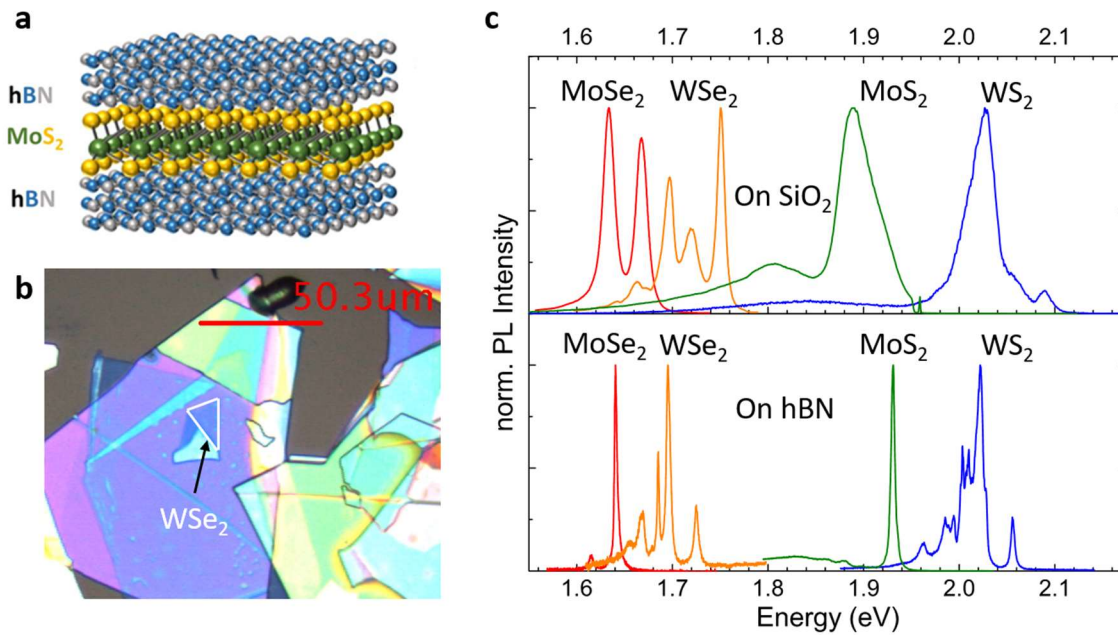 a
hBN
MoS₂
hBN
b
50.3um
WSe₂
c
1.6 1.7 1.8 1.9 2.0 2.1
MoSe₂ WSe₂ MoS₂ WS₂
On SiO₂
MoSe₂ WSe₂ MoS₂ WS₂
On hBN
norm. PL Intensity
1.6 1.7 1.8 1.9 2.0 2.1
Energy (eV)